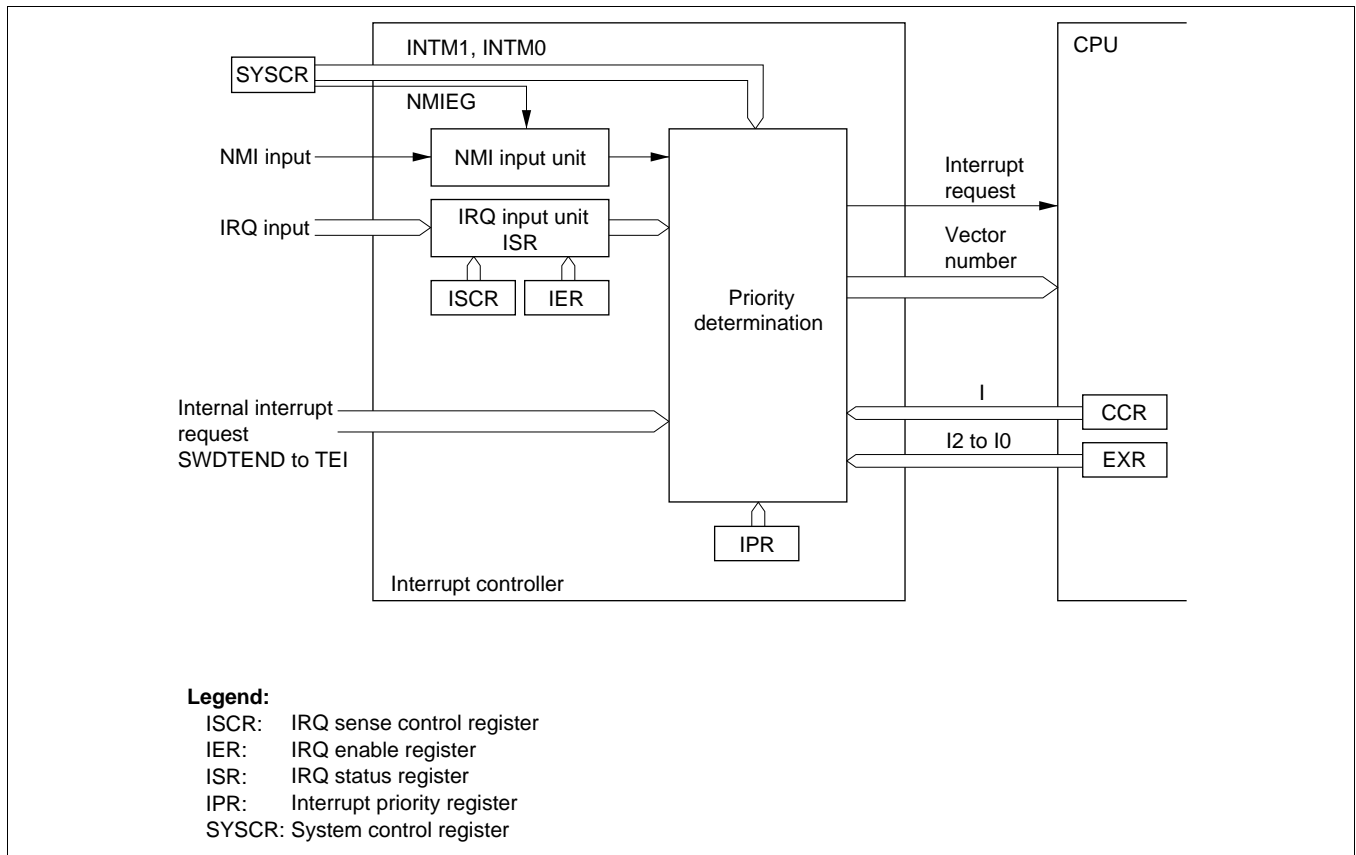 INTM1, INTM0
CPU
SYSCR
NMIEG
NMI input
NMI input unit
Interrupt
request
IRQ input
IRQ input unit
ISR
Vector
number
ISCR
IER
Priority
determination
Internal interrupt
request
SWDTEND to TEI
I
CCR
I2 to I0
EXR
IPR
Interrupt controller
Legend:
ISCR: IRQ sense control register
IER: IRQ enable register
ISR: IRQ status register
IPR: Interrupt priority register
SYSCR: System control register